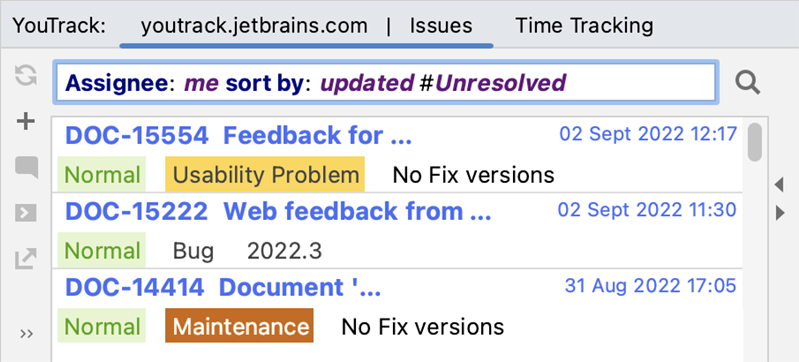 YouTrack: youtrack.jetbrains.com | Issues Time Tracking
Assignee: me sort by: updated #Unresolved
DOC-15554 Feedback for ... 02 Sept 2022 12:17
Normal Usability Problem No Fix versions
DOC-15222 Web feedback from ... 02 Sept 2022 11:30
Normal Bug 2022.3
DOC-14414 Document '... 31 Aug 2022 17:05
Normal Maintenance No Fix versions